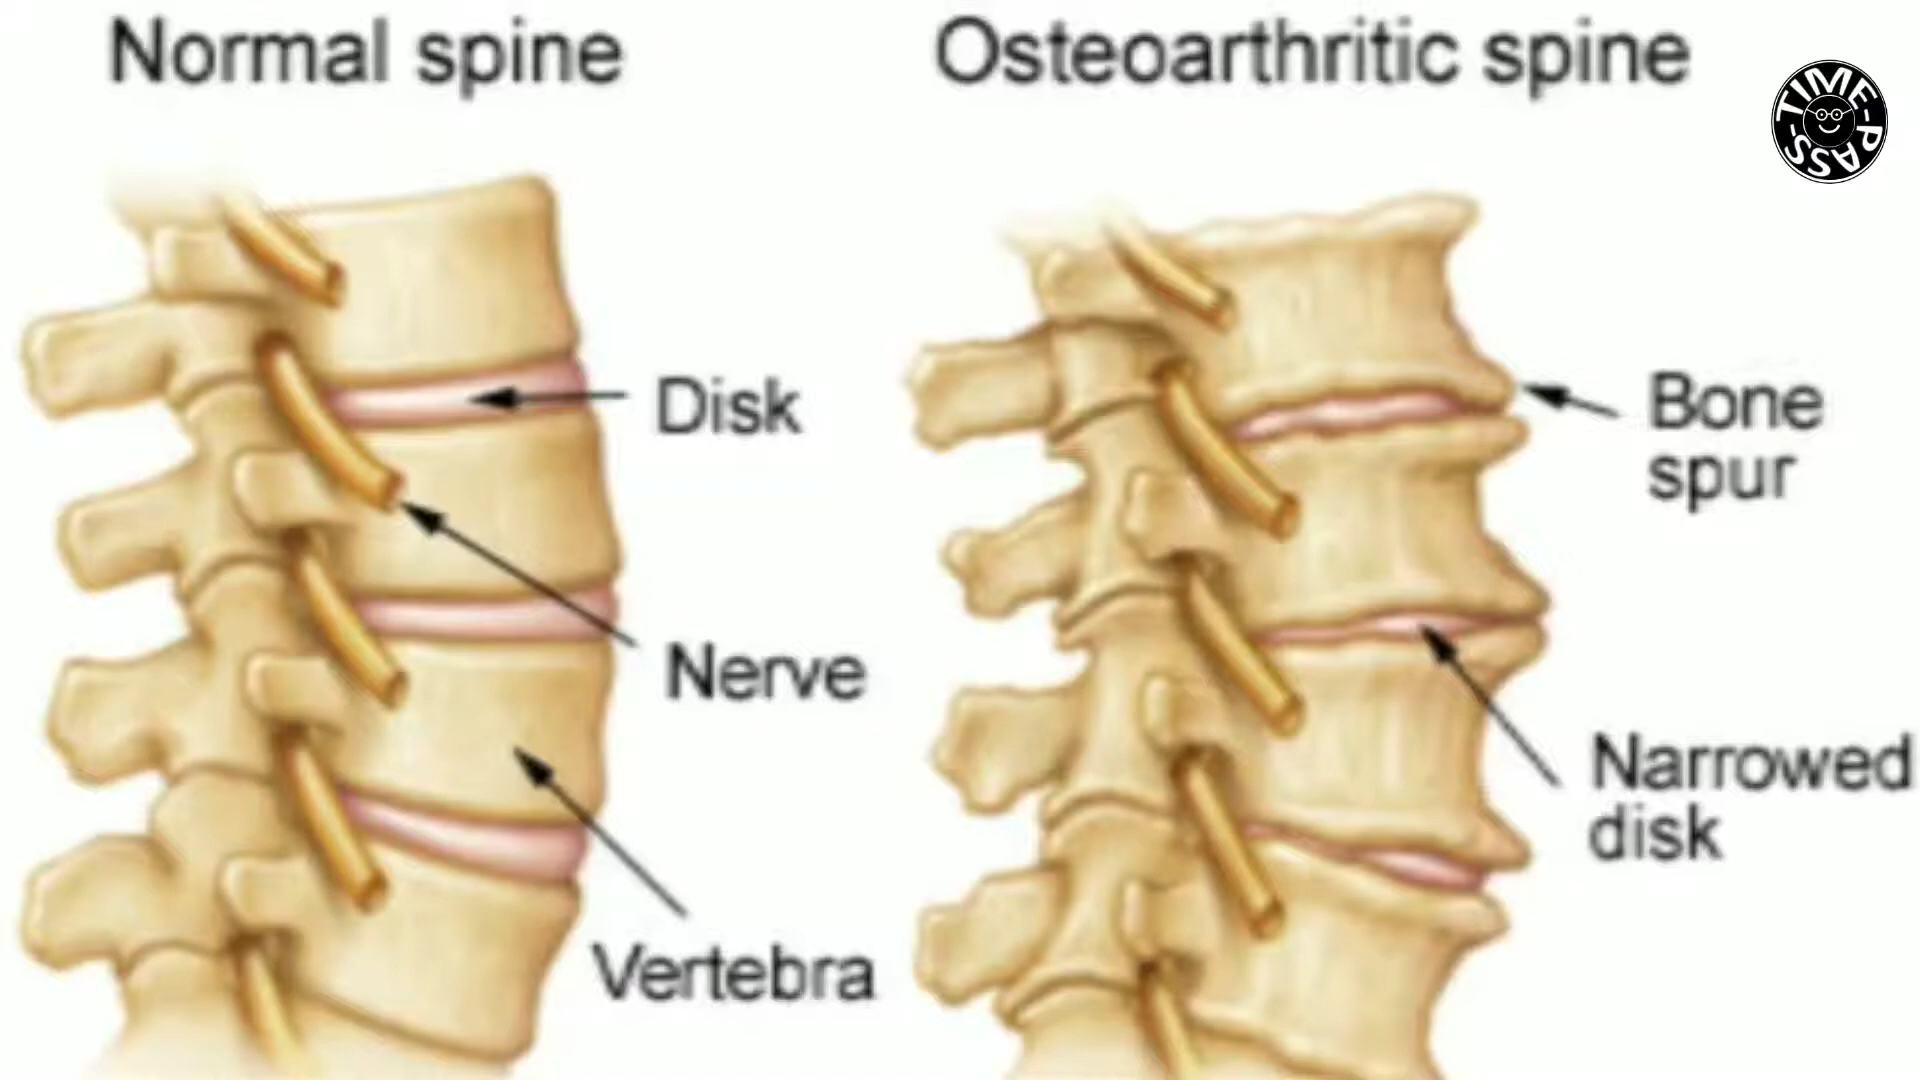 Normal spine
Osteoarthritic spine
TIME-PASS-
Disk
Bone
spur
Nerve
Narrowed
disk
Vertebra